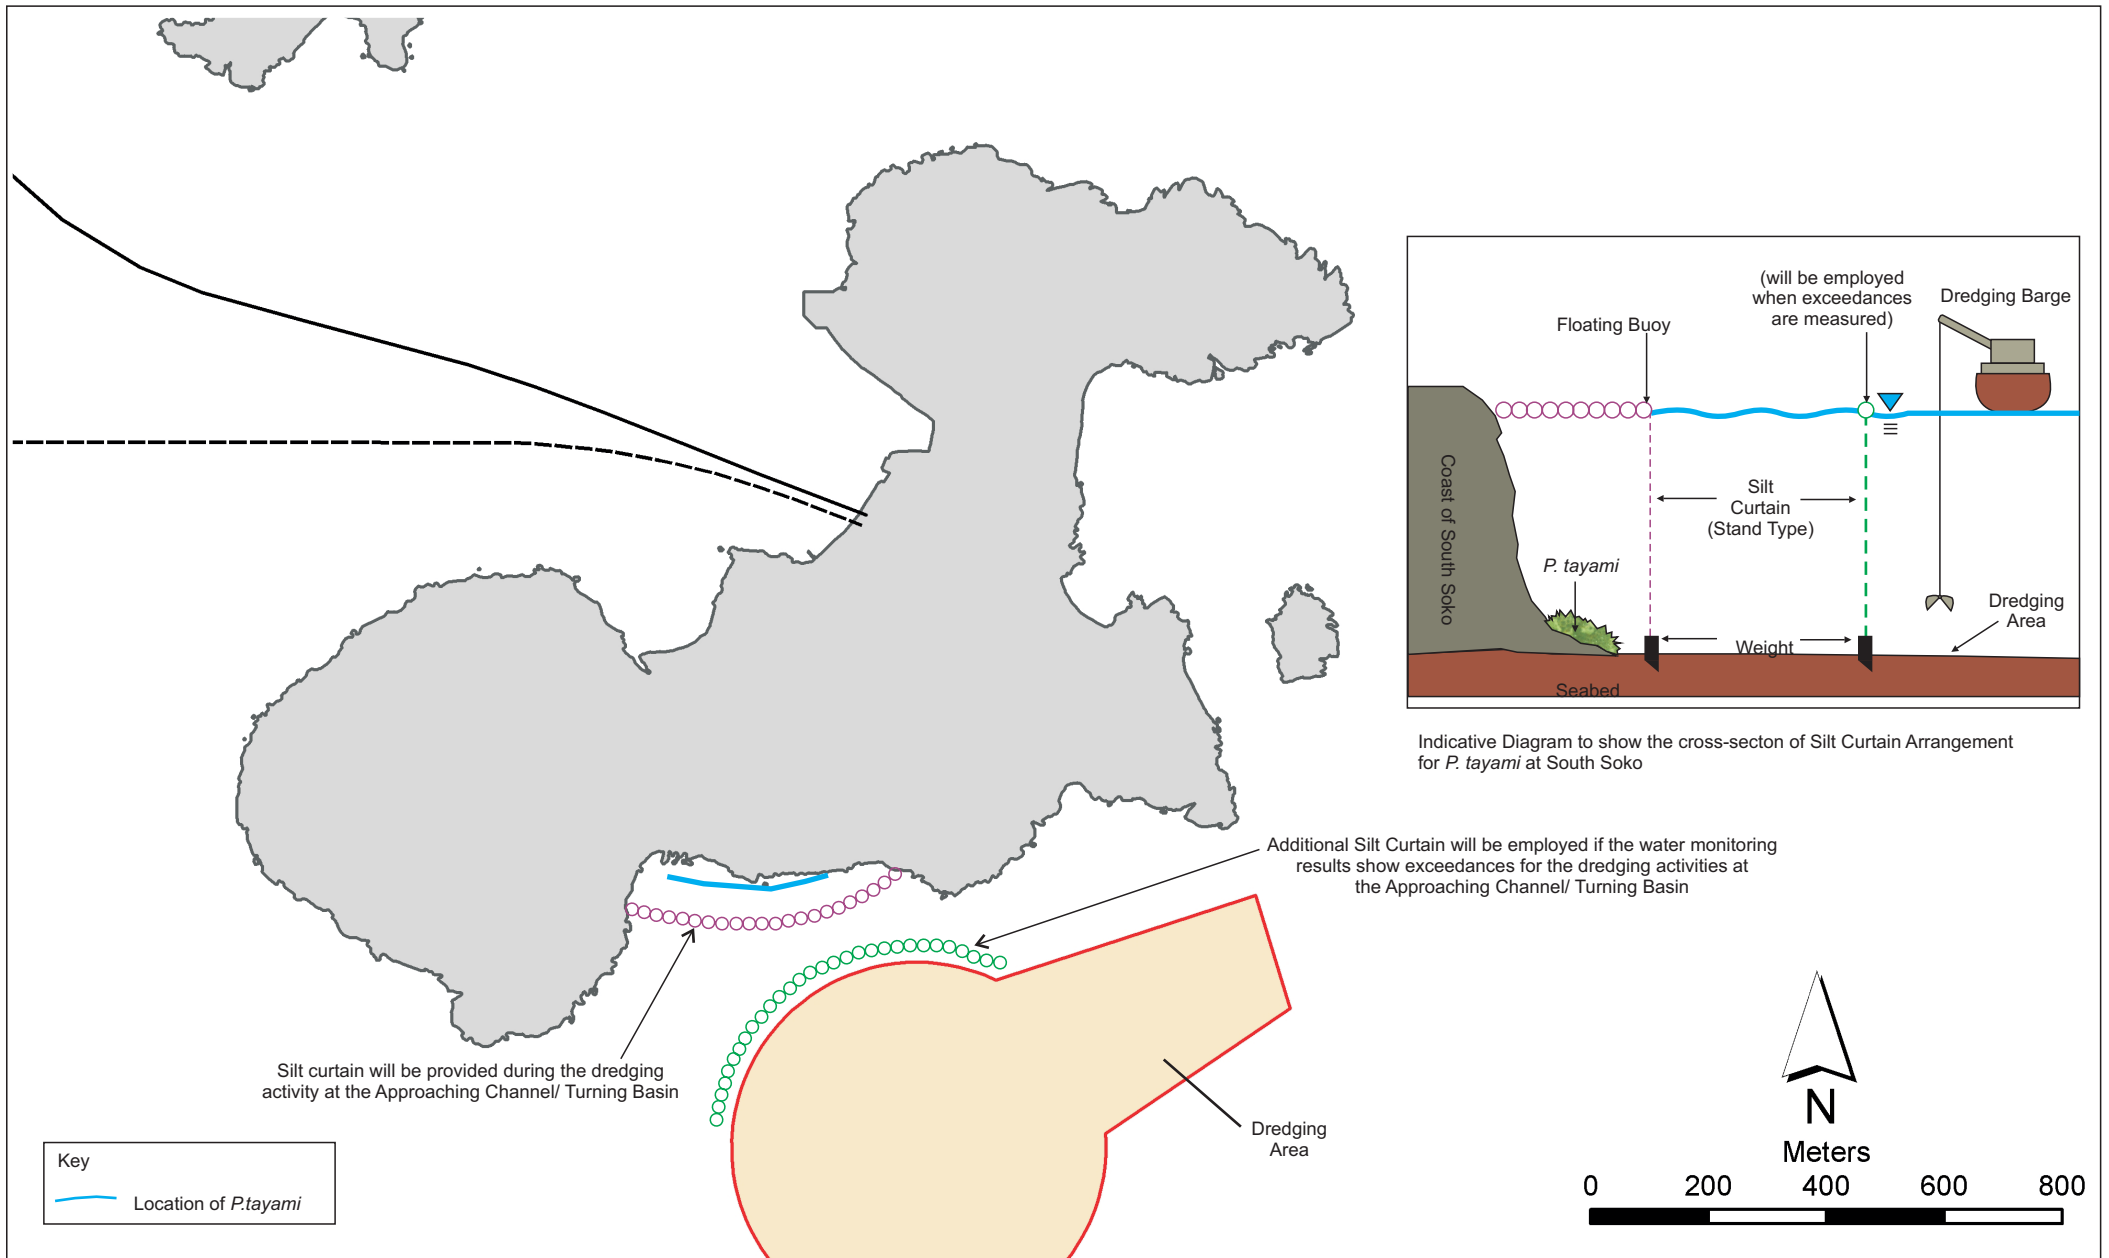 (will be employed
when exceedances
are measured)
Dredging Barge
Floating Buoy
Coast of South Soko
Silt
Curtain
(Stand Type)
P. tayami
Dredging
Area
Weight
Seabed
Indicative Diagram to show the cross-secton of Silt Curtain Arrangement
for P. tayami at South Soko
Additional Silt Curtain will be employed if the water monitoring
results show exceedances for the dredging activities at
the Approaching Channel/ Turning Basin
Silt curtain will be provided during the dredging
activity at the Approaching Channel/ Turning Basin
Dredging
Area
Key
Location of P.tayami
N
Meters
0 200 400 600 800